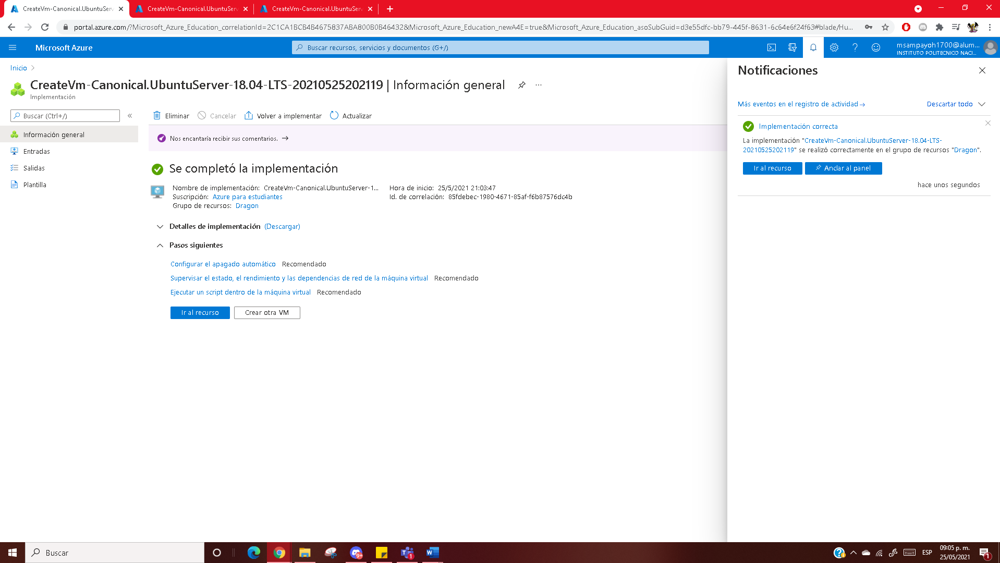 CreateVm-Canonical.UbuntuServ
CreateVm-Canonical.UbuntuServ
CreateVm-Canonical.UbuntuServ
portal.azure.com/?Microsoft_Azure_Education_correlationId=2C1CA1BCB4B4675837ABA800B0B46432&Microsoft_Azure_Education_newA4E=true&Microsoft_Azure_Education_asoSubGuid=d3e55dfc-bb79-445f-8631-6c64e6f24f63#blade/Hu...
Microsoft Azure
Buscar recursos, servicios y documentos (G+/)
msampayoh1700@alum...
INSTITUTO POLITECNICO NACI...
Inicio
CreateVm-Canonical.UbuntuServer-18.04-LTS-20210525202119 | Información general
Implementación
Buscar (Ctrl+/)
Información general
Entradas
Salidas
Plantilla
Eliminar
Cancelar
Volver a implementar
Actualizar
Nos encantaría recibir sus comentarios. →
Se completó la implementación
Nombre de implementación: CreateVm-Canonical.UbuntuServer-1...
Suscripción: Azure para estudiantes
Grupo de recursos: Dragon
Hora de inicio: 25/5/2021 21:03:47
Id. de correlación: 85fdebec-1980-4671-85af-f6b87576dc4b
Detalles de implementación (Descargar)
Pasos siguientes
Configurar el apagado automático Recomendado
Supervisar el estado, el rendimiento y las dependencias de red de la máquina virtual Recomendado
Ejecutar un script dentro de la máquina virtual Recomendado
Ir al recurso
Crear otra VM
Notificaciones
Más eventos en el registro de actividad →
Descartar todo
Implementación correcta
La implementación "CreateVm-Canonical.UbuntuServer-18.04-LTS-
20210525202119" se realizó correctamente en el grupo de recursos "Dragon".
Ir al recurso
Anclar al panel
hace unos segundos
Buscar
9+
T
1
W
ESP
09:05 p. m.
25/05/2021
1